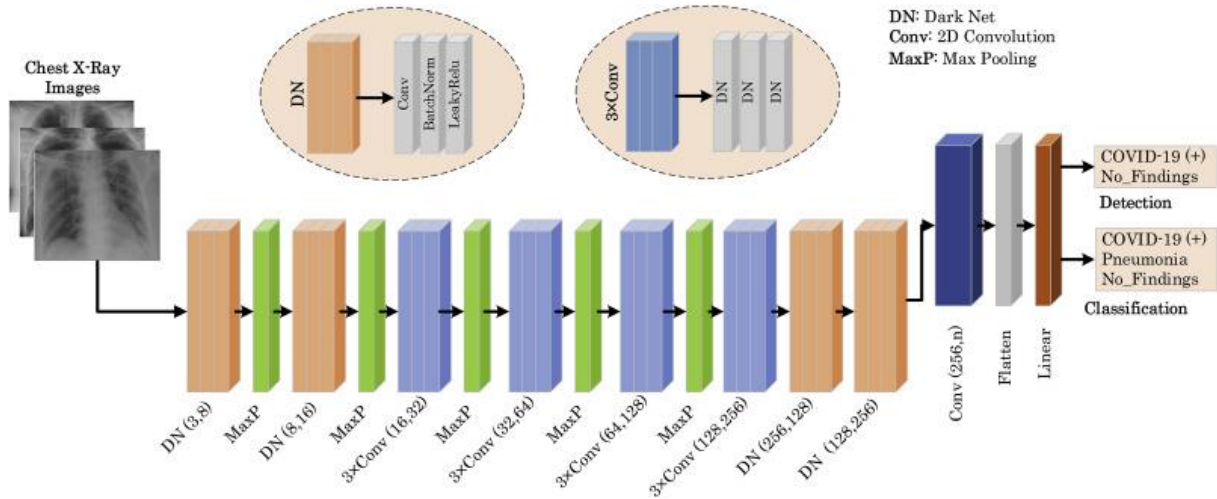 DN: Dark Net
Conv: 2D Convolution
MaxP: Max Pooling
Chest X-Ray
Images
DN
Conv
BatchNorm
LeakyRelu
3×Conv
DN
DN
DN
COVID-19 (+)
No_Findings
Detection
COVID-19 (+)
Pneumonia
No_Findings
Classification
DN (3,8)
MaxP
DN (8,16)
MaxP
3×Conv (16,32)
MaxP
3×Conv (32,64)
MaxP
3×Conv (64,128)
MaxP
3×Conv (128,256)
DN (256,128)
DN (128,256)
Conv (256,n)
Flatten
Linear